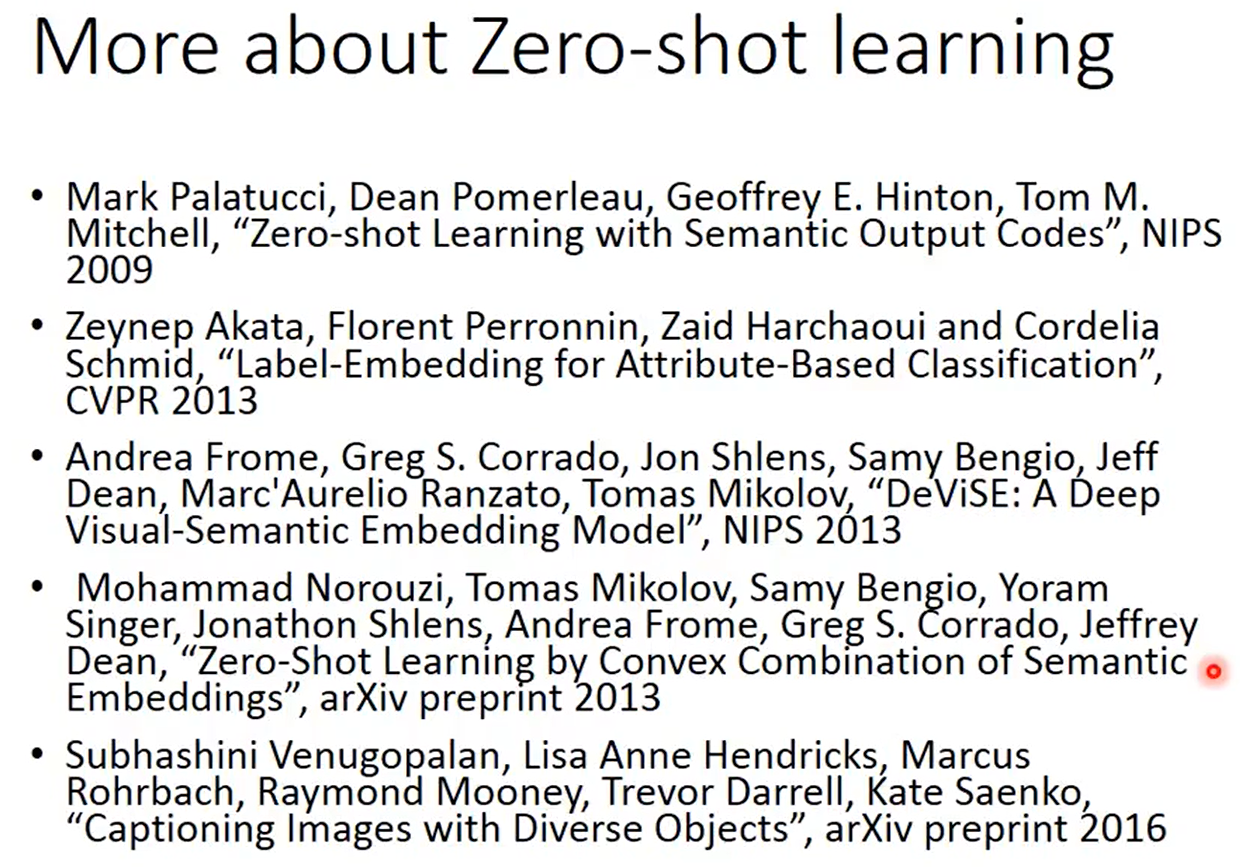 More about Zero-shot learning
• Mark Palatucci, Dean Pomerleau, Geoffrey E. Hinton, Tom M.
Mitchell, “Zero-shot Learning with Semantic Output Codes”, NIPS
2009
• Zeynep Akata, Florent Perronnin, Zaid Harchaoui and Cordelia
Schmid, “Label-Embedding for Attribute-Based Classification”,
CVPR 2013
• Andrea Frome, Greg S. Corrado, Jon Shlens, Samy Bengio, Jeff
Dean, Marc'Aurelio Ranzato, Tomas Mikolov, “DeViSE: A Deep
Visual-Semantic Embedding Model”, NIPS 2013
• Mohammad Norouzi, Tomas Mikolov, Samy Bengio, Yoram
Singer, Jonathon Shlens, Andrea Frome, Greg S. Corrado, Jeffrey
Dean, “Zero-Shot Learning by Convex Combination of Semantic
Embeddings”, arXiv preprint 2013
• Subhashini Venugopalan, Lisa Anne Hendricks, Marcus
Rohrbach, Raymond Mooney, Trevor Darrell, Kate Saenko,
“Captioning Images with Diverse Objects”, arXiv preprint 2016